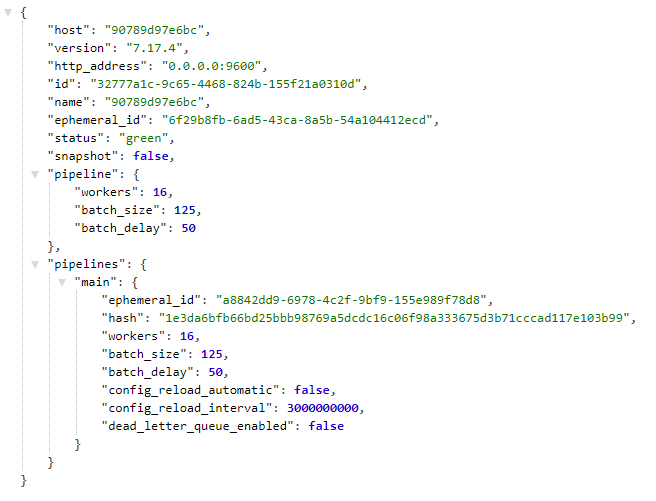 {
"host": "90789d97e6bc",
"version": "7.17.4",
"http_address": "0.0.0.0:9600",
"id": "32777a1c-9c65-4468-824b-155f21a0310d",
"name": "90789d97e6bc",
"ephemeral_id": "6f29b8fb-6ad5-43ca-8a5b-54a104412ecd",
"status": "green",
"snapshot": false,
"pipeline": {
"workers": 16,
"batch_size": 125,
"batch_delay": 50
},
"pipelines": {
"main": {
"ephemeral_id": "a8842dd9-6978-4c2f-9bf9-155e989f78d8",
"hash": "1e3da6bfb66bd25bbb98769a5dcdc16c06f98a333675d3b71cccad117e103b99",
"workers": 16,
"batch_size": 125,
"batch_delay": 50,
"config_reload_automatic": false,
"config_reload_interval": 3000000000,
"dead_letter_queue_enabled": false
}
}
}